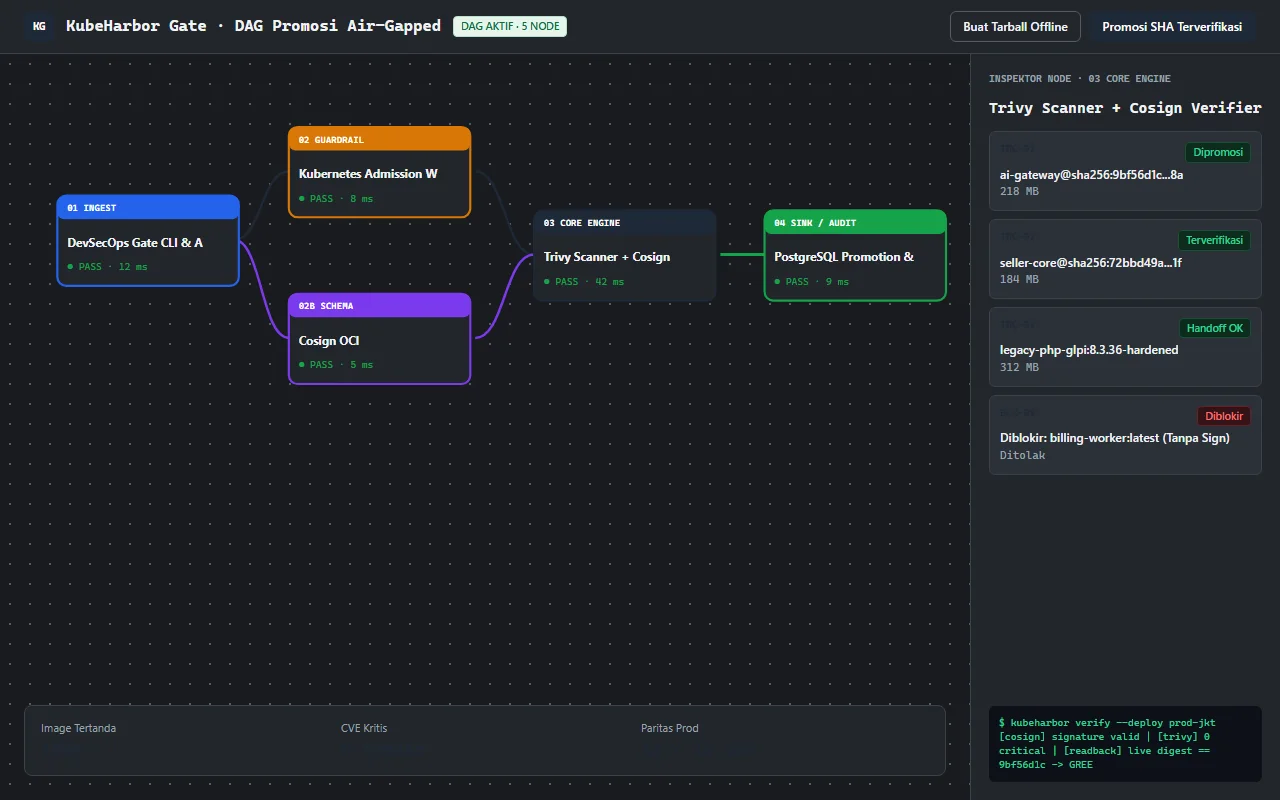 KG
KubeHarbor Gate · DAG Promosi Air-Gapped
DAG AKTIF · 5 NODE
Buat Tarball Offline
Promosi SHA Terverifikasi
01 INGEST
DevSecOps Gate CLI & A
PASS · 12 ms
02 GUARDRAIL
Kubernetes Admission W
PASS · 8 ms
02B SCHEMA
Cosign OCI
PASS · 5 ms
03 CORE ENGINE
Trivy Scanner + Cosign
PASS · 42 ms
04 SINK / AUDIT
PostgreSQL Promotion &
PASS · 9 ms
Image Tertanda
CVE Kritis
Paritas Prod
INSPEKTOR NODE · 03 CORE ENGINE
Trivy Scanner + Cosign Verifier
Dipromosi
ai-gateway@sha256:9bf56d1c…8a
218 MB
Terverifikasi
seller-core@sha256:72bbd49a…1f
184 MB
Handoff OK
legacy-php-glpi:8.3.36-hardened
312 MB
Diblokir
Diblokir: billing-worker:latest (Tanpa Sign)
Ditolak
$ kubeharbor verify --deploy prod-jkt
[cosign] signature valid | [trivy] 0
critical | [readback] live digest ==
9bf56d1c -> GREE